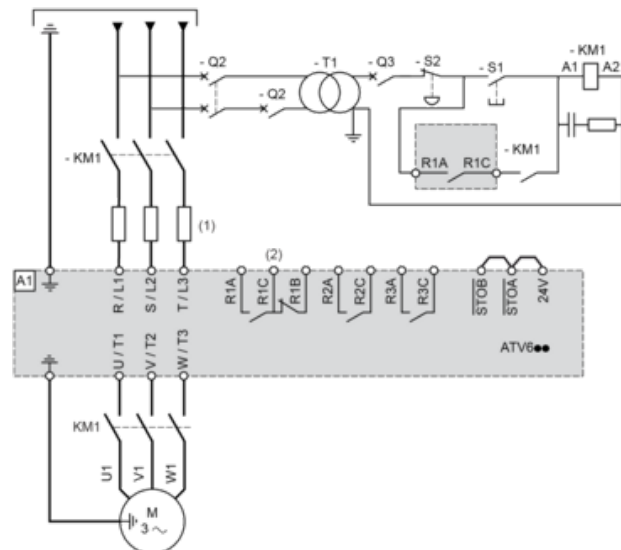 - Q2
- T1
- Q3
- S2
- S1
- KM1
A1
A2
- Q2
- KM1
R1A
R1C
- KM1
(1)
(2)
A1
R / L1
S / L2
T / L3
R1A
R1C
R1B
R2A
R2C
R3A
R3C
STOB
STOA
24V
ATV6●●
U / T1
V / T2
W / T3
KM1
U1
V1
W1
M
3 ~